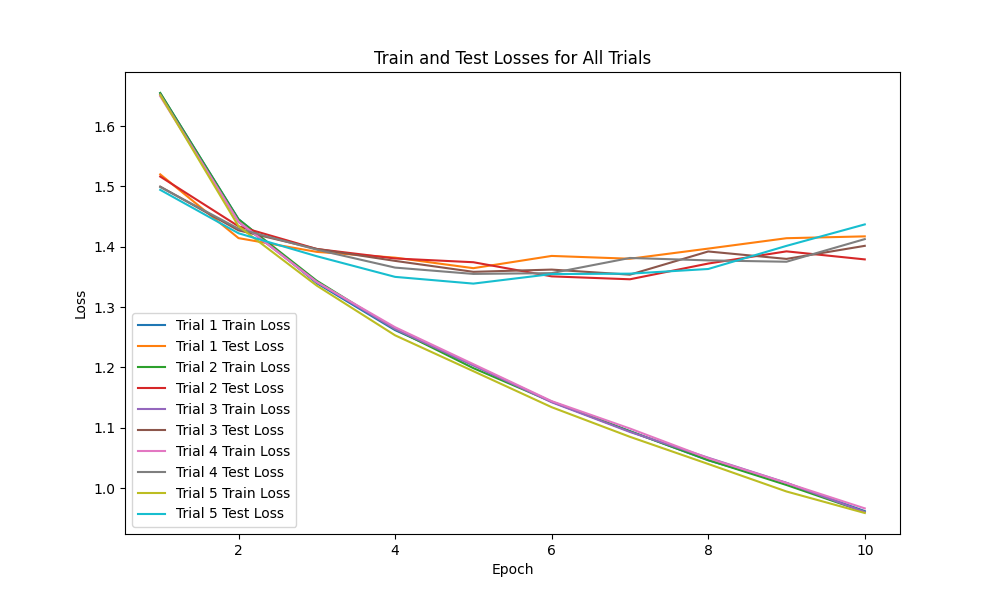 Train and Test Losses for All Trials
Loss
1.6
1.5
1.4
1.3
1.2
1.1
1.0
Trial 1 Train Loss
Trial 1 Test Loss
Trial 2 Train Loss
Trial 2 Test Loss
Trial 3 Train Loss
Trial 3 Test Loss
Trial 4 Train Loss
Trial 4 Test Loss
Trial 5 Train Loss
Trial 5 Test Loss
2 4 6 8 10
Epoch